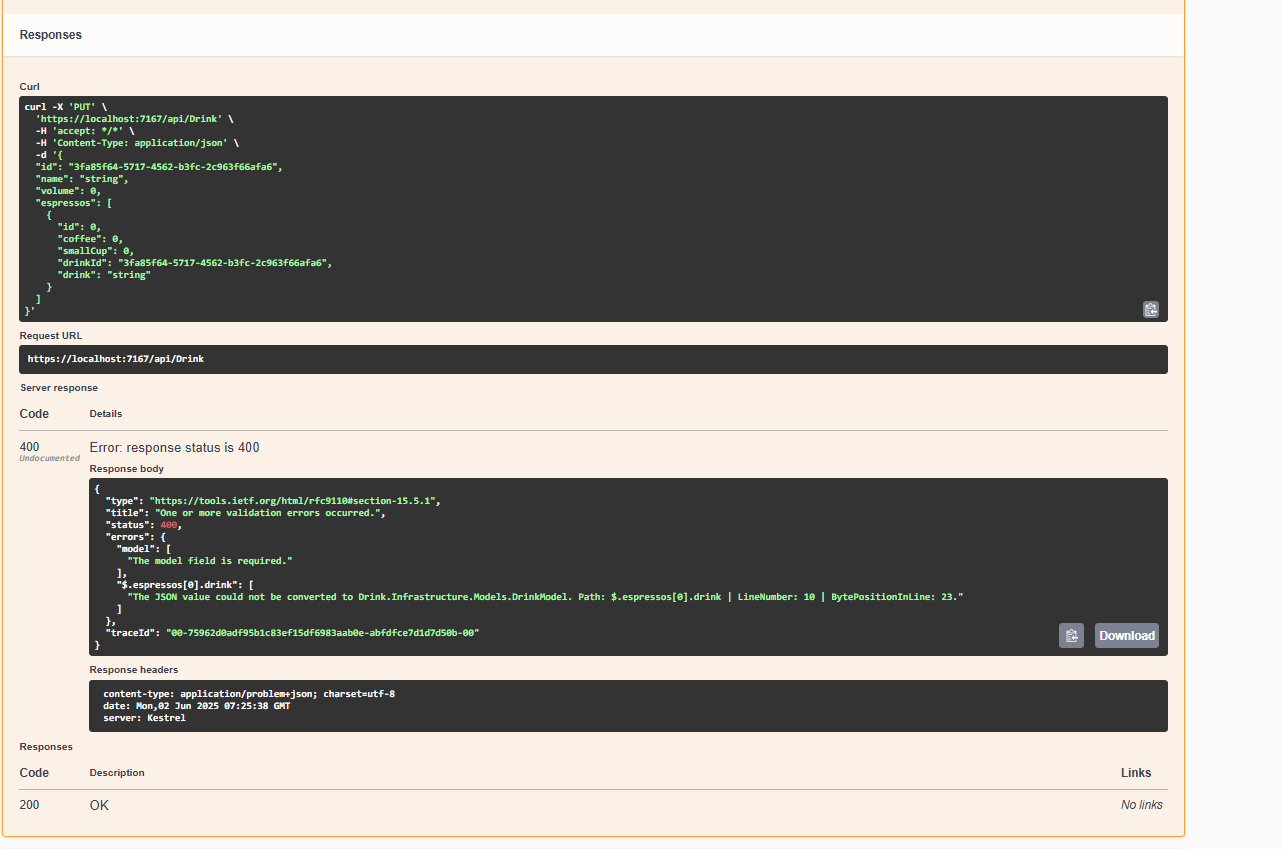 Responses
Curl
curl -X 'PUT' \
  'https://localhost:7167/api/Drink' \
  -H 'accept: */*' \
  -H 'Content-Type: application/json' \
  -d '{
  "id": "3fa85f64-5717-4562-b3fc-2c963f66afa6",
  "name": "string",
  "volume": 0,
  "espressos": [
    {
      "id": 0,
      "coffee": 0,
      "smallCup": 0,
      "drinkId": "3fa85f64-5717-4562-b3fc-2c963f66afa6",
      "drink": "string"
    }
  ]
}'
Request URL
https://localhost:7167/api/Drink
Server response
Code Details
400 Error: response status is 400
Undocumented
Response body
{
  "type": "https://tools.ietf.org/html/rfc9110#section-15.5.1",
  "title": "One or more validation errors occurred.",
  "status": 400,
  "errors": {
    "model": [
      "The model field is required."
    ],
    "$.espressos[0].drink": [
      "The JSON value could not be converted to Drink.Infrastructure.Models.DrinkModel. Path: $.espressos[0].drink | LineNumber: 10 | BytePositionInLine: 23."
    ]
  },
  "traceId": "00-75962d0adf95b1c83ef15df6983aab0e-abfdfce7d1d7d50b-00"
}
Download
Response headers
content-type: application/problem+json; charset=utf-8
date: Mon,02 Jun 2025 07:25:38 GMT
server: Kestrel
Responses
Code Description Links
200 OK No links